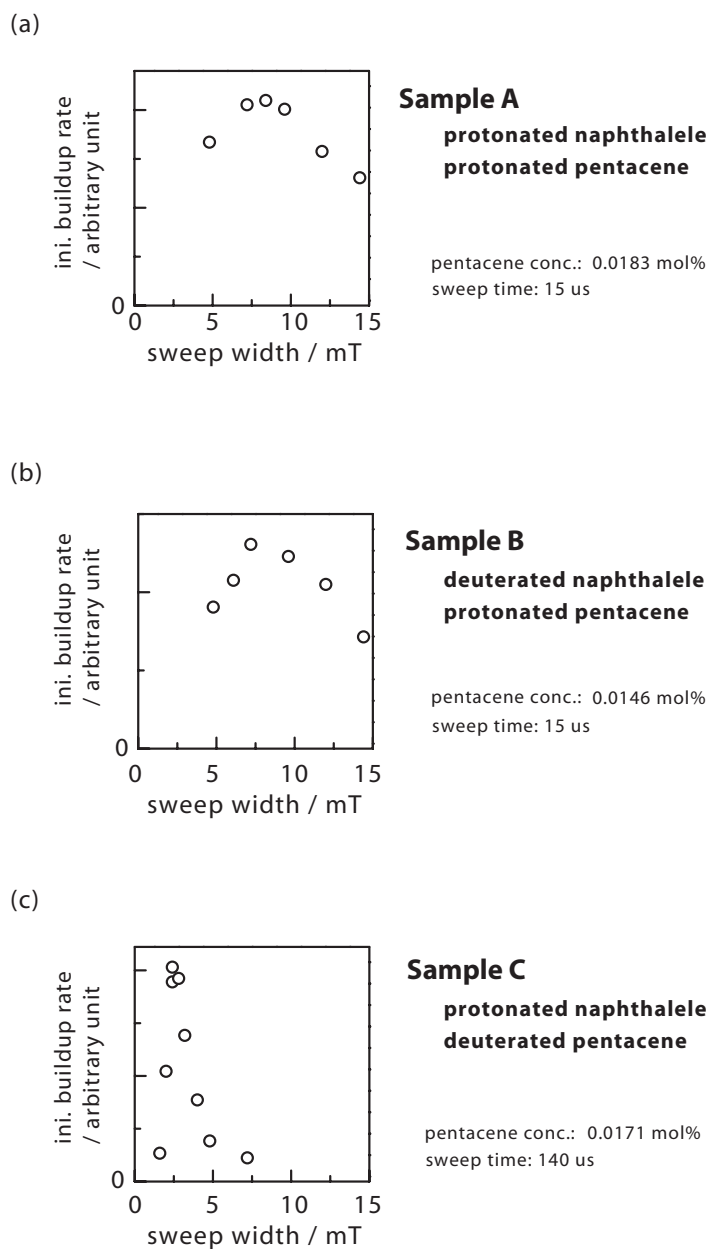 (a)
ini. buildup rate
/ arbitrary unit
0
0
5
10
15
sweep width / mT
Sample A
protonated naphthalele
protonated pentacene
pentacene conc.: 0.0183 mol%
sweep time: 15 us
(b)
ini. buildup rate
/ arbitrary unit
0
0
5
10
15
sweep width / mT
Sample B
deuterated naphthalele
protonated pentacene
pentacene conc.: 0.0146 mol%
sweep time: 15 us
(c)
ini. buildup rate
/ arbitrary unit
0
0
5
10
15
sweep width / mT
Sample C
protonated naphthalele
deuterated pentacene
pentacene conc.: 0.0171 mol%
sweep time: 140 us